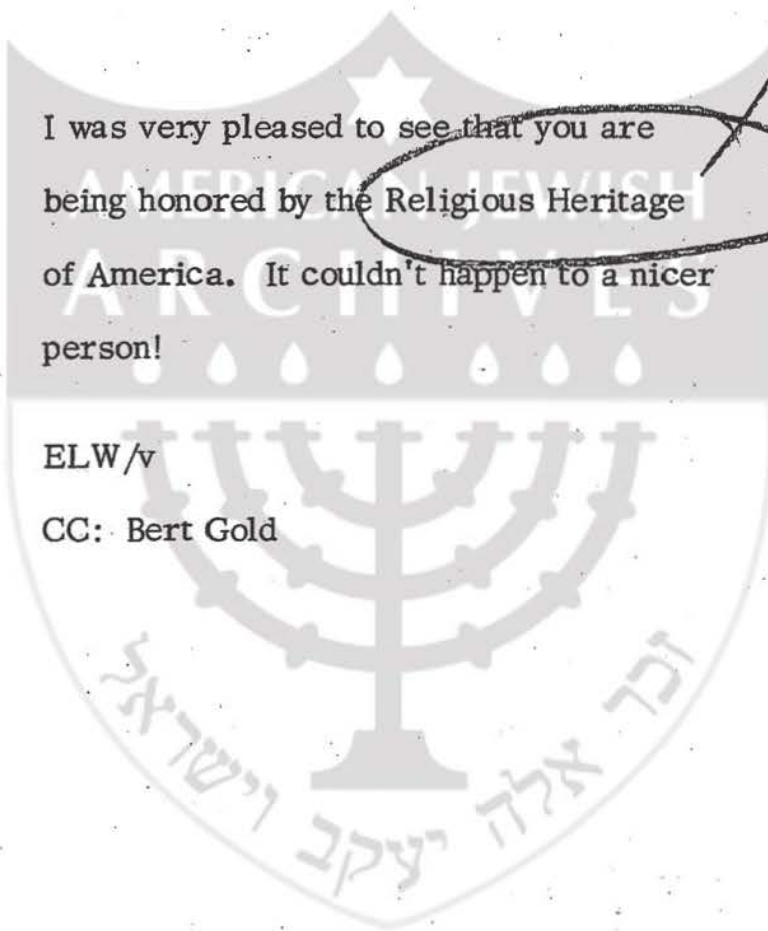 I was very pleased to see that you are
being honored by the Religious Heritage
of America. It couldn't happen to a nicer
person!
ELW/v
CC: Bert Gold
AMERICAN JEWISH
ARCHIVES
זכר אלה יעקב וישראל